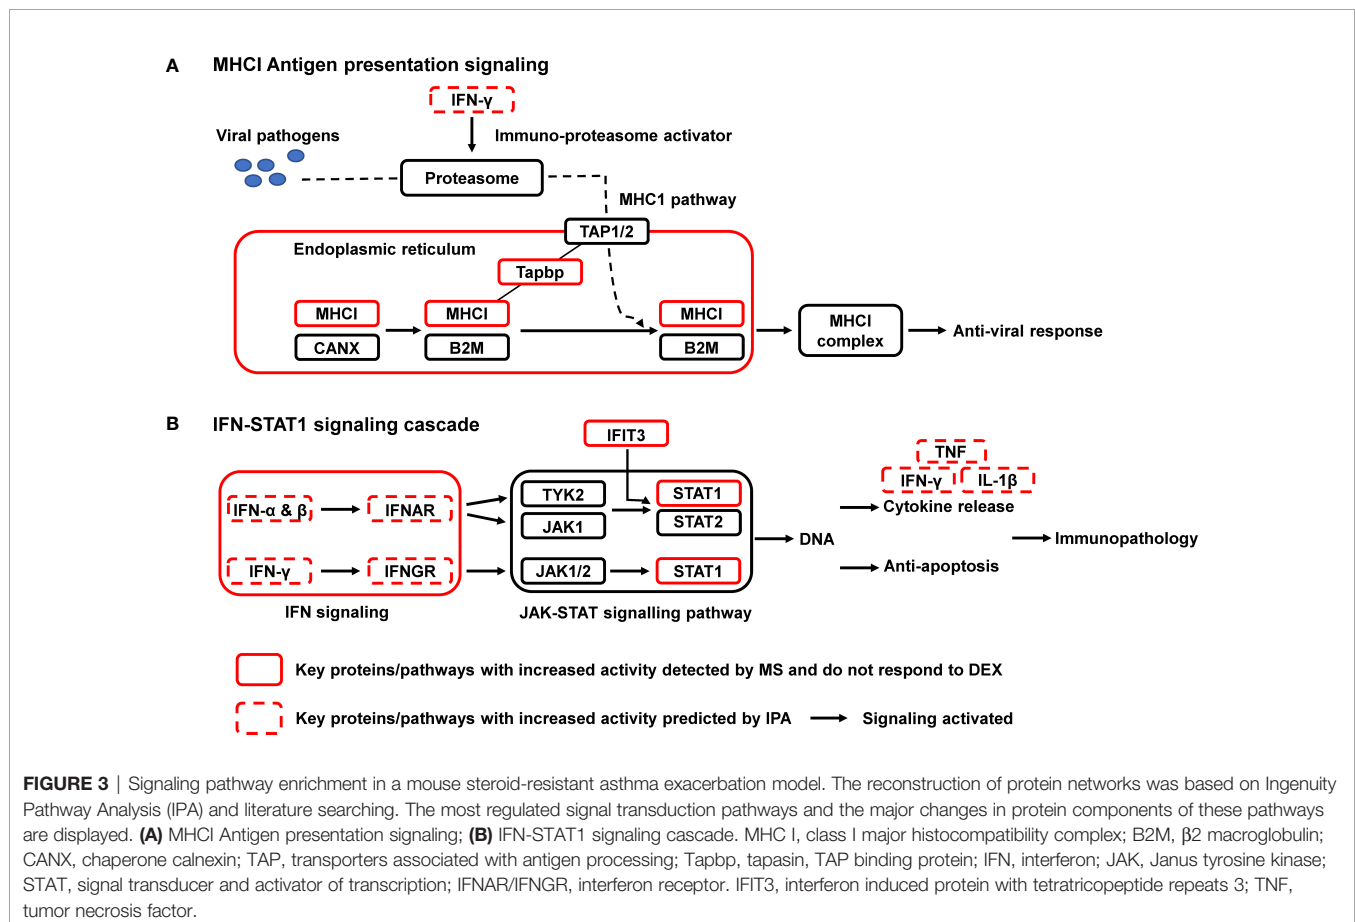 A MHCI Antigen presentation signaling
IFN-γ
Viral pathogens
Immuno-proteasome activator
Proteasome
MHC1 pathway
TAP1/2
Endoplasmic reticulum
Tapbp
MHCI MHCI MHCI
CANX B2M B2M
MHCI
complex
Anti-viral response
B IFN-STAT1 signaling cascade
IFIT3
TNF
IFN-γ IL-1β
Cytokine release
IFN-α & β IFNAR
TYK2
JAK1
STAT1
STAT2
DNA
Immunopathology
Anti-apoptosis
IFN-γ IFNGR JAK1/2 STAT1
IFN signaling
JAK-STAT signalling pathway
Key proteins/pathways with increased activity detected by MS and do not respond to DEX
Key proteins/pathways with increased activity predicted by IPA Signaling activated
FIGURE 3 | Signaling pathway enrichment in a mouse steroid-resistant asthma exacerbation model. The reconstruction of protein networks was based on Ingenuity
Pathway Analysis (IPA) and literature searching. The most regulated signal transduction pathways and the major changes in protein components of these pathways
are displayed. (A) MHCI Antigen presentation signaling; (B) IFN-STAT1 signaling cascade. MHC I, class I major histocompatibility complex; B2M, β2 macroglobulin;
CANX, chaperone calnexin; TAP, transporters associated with antigen processing; Tapbp, tapasin, TAP binding protein; IFN, interferon; JAK, Janus tyrosine kinase;
STAT, signal transducer and activator of transcription; IFNAR/IFNGR, interferon receptor. IFIT3, interferon induced protein with tetratricopeptide repeats 3; TNF,
tumor necrosis factor.